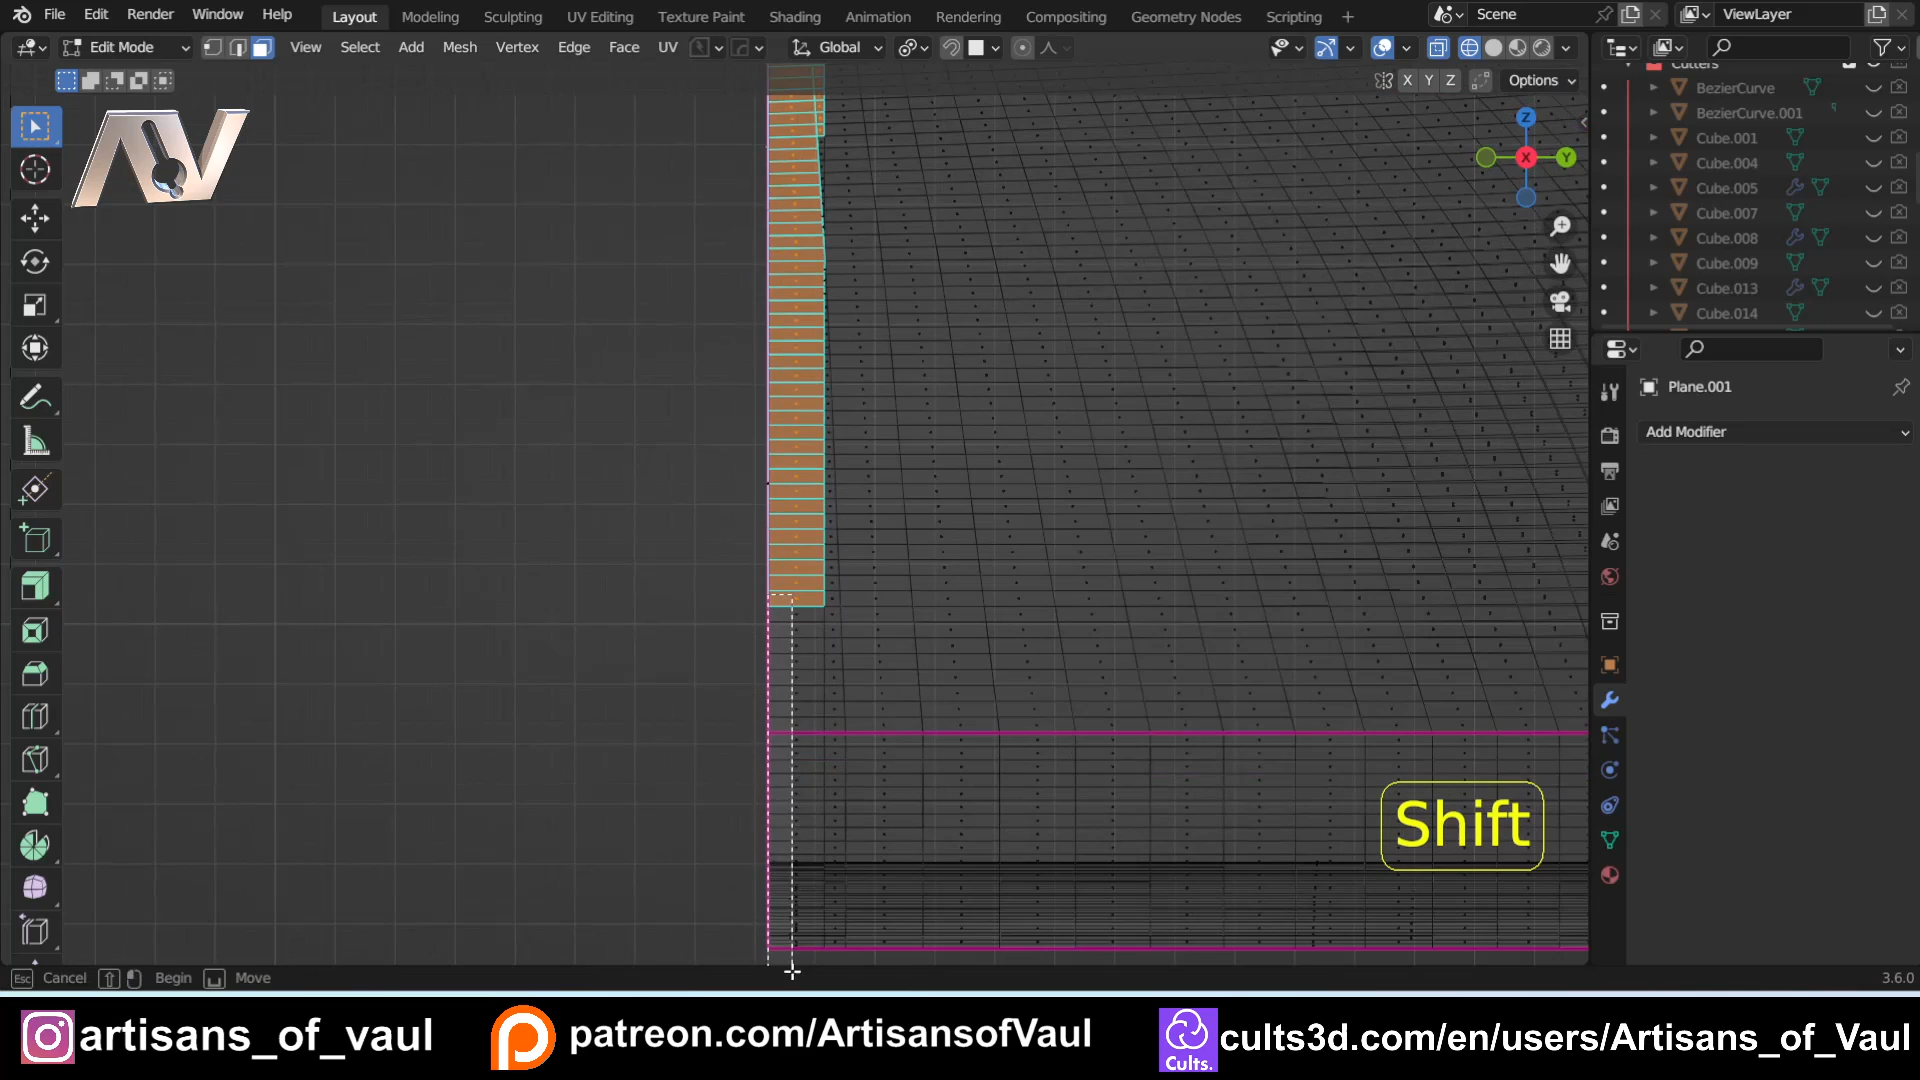 File Edit Render Window Help Layout Modeling Sculpting UV Editing Texture Paint Shading Animation Rendering Compositing Geometry Nodes Scripting + Scene ViewLayer
Edit Mode View Select Add Mesh Vertex Edge Face UV Global
X Y Z Options
Cutters
BezierCurve
BezierCurve.001
Cube.001
Cube.004
Cube.005
Cube.007
Cube.008
Cube.009
Cube.013
Cube.014
Z
X
Y
Plane.001
Add Modifier
Shift
Esc Cancel Begin Move 3.6.0
artisans_of_vaul patreon.com/ArtisansofVaul cults3d.com/en/users/Artisans_of_Vaul
Cults.